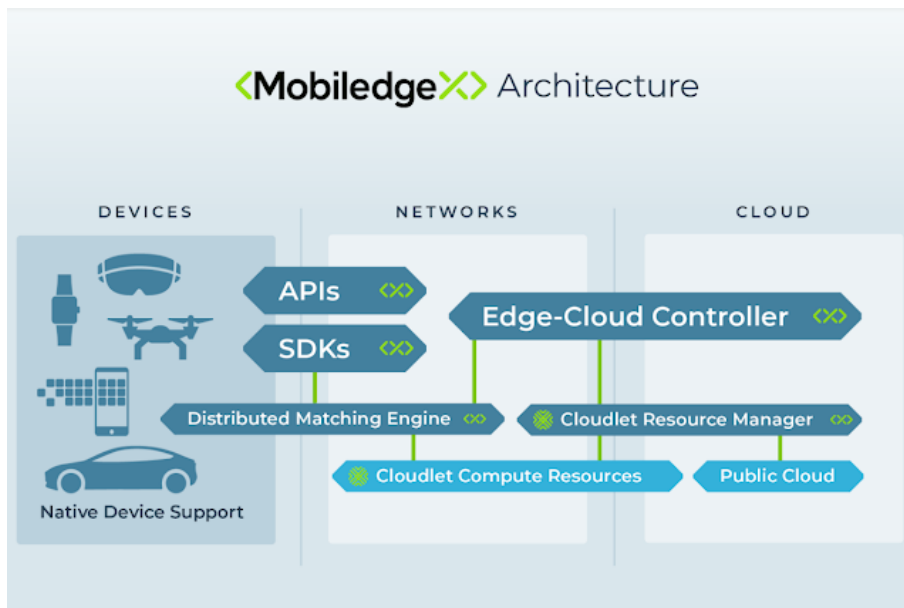 <MobiledgeX> Architecture
DEVICES
NETWORKS
CLOUD
APIs
SDKs
Edge-Cloud Controller
Distributed Matching Engine
Cloudlet Resource Manager
Cloudlet Compute Resources
Public Cloud
Native Device Support